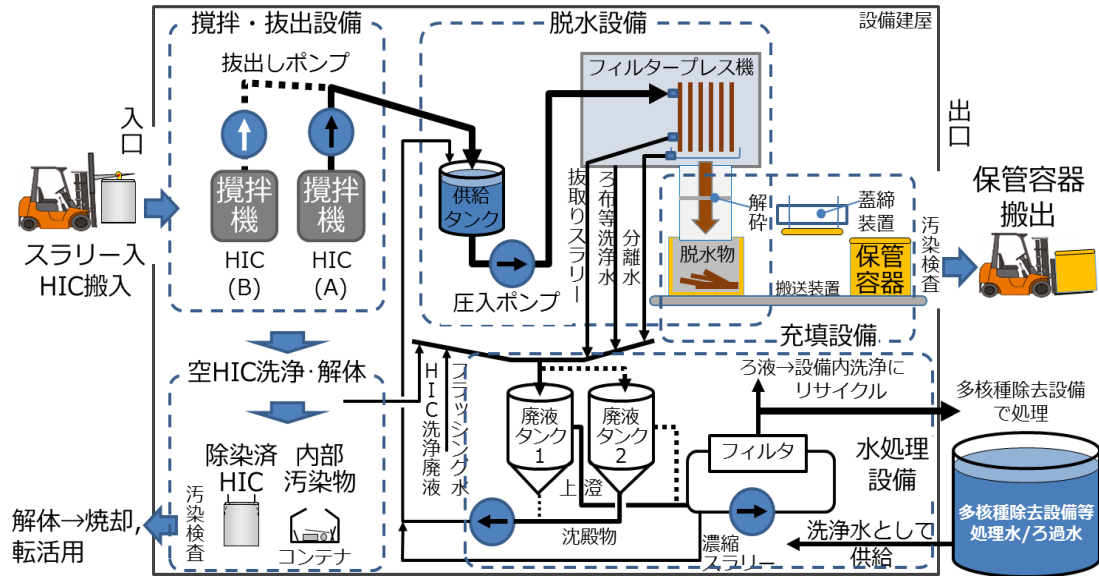 設備建屋
攪拌・抜出設備
抜出しポンプ
攪拌
機
攪拌
機
HIC
(B)
HIC
(A)
入口
スラリー入
HIC搬入
脱水設備
フィルタープレス機
供給
タンク
圧入ポンプ
抜取りスラリー
ろ布等洗浄水
分離水
解砕
脱水物
蓋締
装置
保管
容器
搬送装置
充填設備
汚染検査
出口
保管容器
搬出
空HIC洗浄･解体
除染済
HIC
内部
汚染物
コンテナ
汚染検査
解体→焼却,
転活用
HIC洗浄廃液
フラッシング水
廃液
タンク
1
廃液
タンク
2
上澄
沈殿物
フィルタ
濃縮
スラリー
ろ液→設備内洗浄に
リサイクル
水処理
設備
多核種除去設備
で処理
多核種除去設備等
処理水/ろ過水
洗浄水として
供給